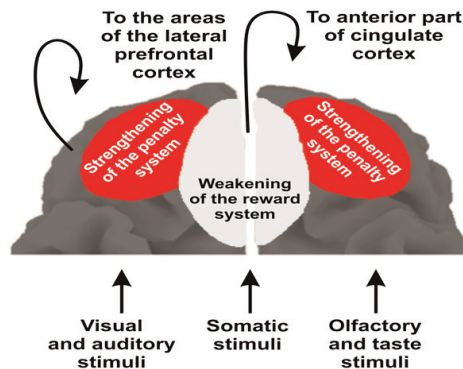 To the areas
of the lateral
prefrontal
cortex
To anterior part
of cingulate
cortex
Strengthening
of the penalty
system
Weakening
of the reward
system
Strengthening
of the penalty
system
Visual
and auditory
stimuli
Somatic
stimuli
Olfactory
and taste
stimuli